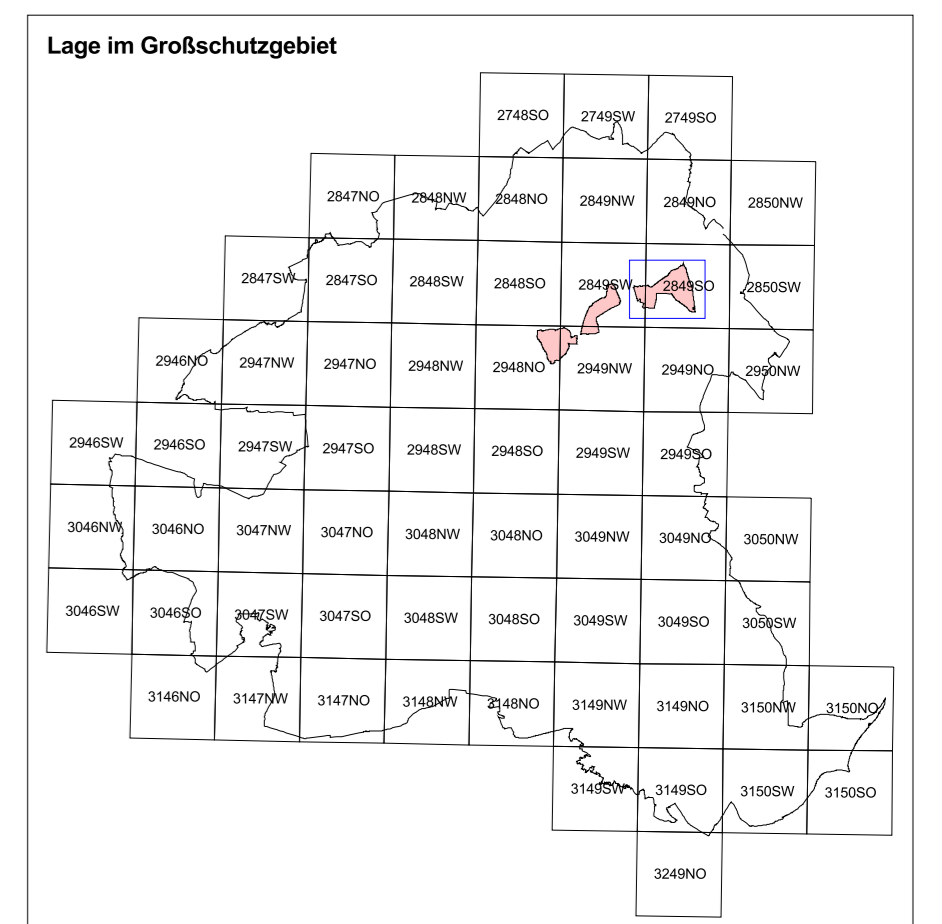 Lage im Großschutzgebiet
2748SO 2749SW 2749SO
2847NO 2848NW 2848NO 2849NW 2849NO 2850NW
2847SW 2847SO 2848SW 2848SO 2849SW 2849SO 2850SW
2946NO 2947NW 2947NO 2948NW 2948NO 2949NW 2949NO 2950NW
2946SW 2946SO 2947SW 2947SO 2948SW 2948SO 2949SW 2949SO
3046NW 3046NO 3047NW 3047NO 3048NW 3048NO 3049NW 3049NO 3050NW
3046SW 3046SO 3047SW 3047SO 3048SW 3048SO 3049SW 3049SO 3050SW
3146NO 3147NW 3147NO 3148NW 3148NO 3149NW 3149NO 3150NW 3150NO
3149SW 3149SO 3150SW 3150SO
3249NO